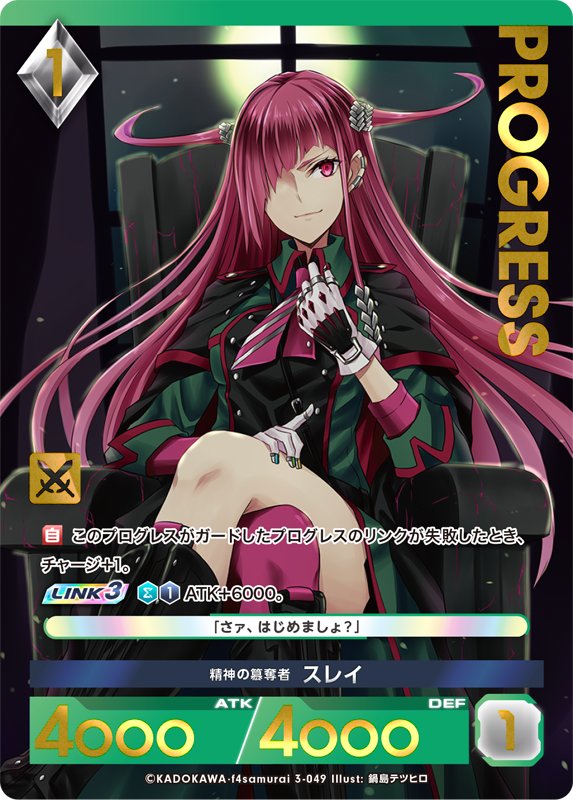 1
PROGRESS
自 このプログレスがガードしたプログレスのリンクが失敗したとき、
チャージ+1。
LINK3 Σ 1 ATK+6000。
「さァ、はじめましょ?」
精神の簒奪者 スレイ
ATK DEF
4000/4000 1
©KADOKAWA・f4samurai 3-049 Illust: 鍋島テツヒロ